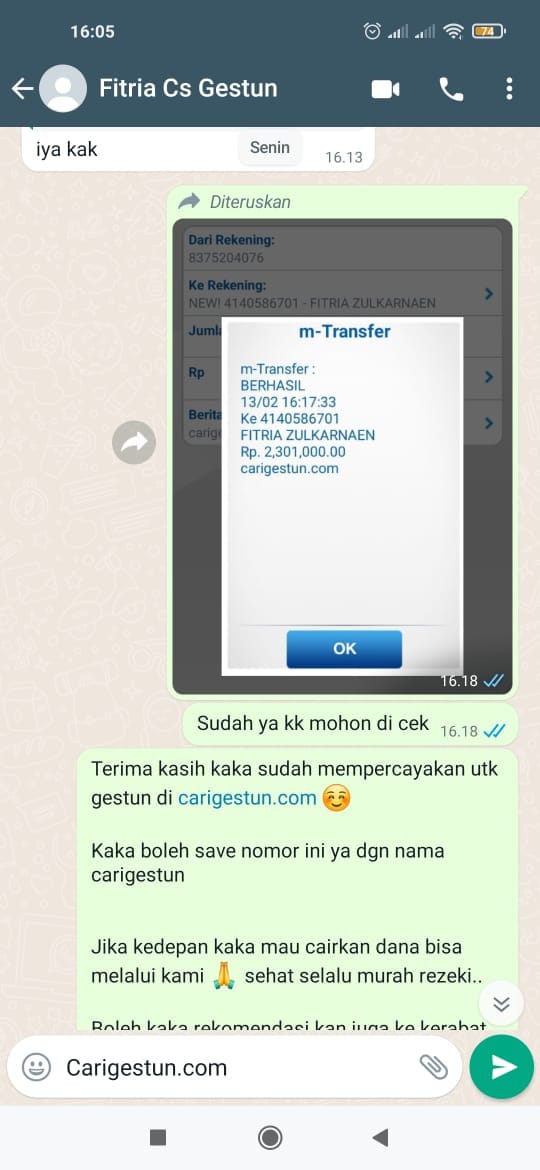 16:05
74
Fitria Cs Gestun
iya kak
Senin
16.13
Diteruskan
Dari Rekening:
8375204076
Ke Rekening:
NEW! 4140586701 - FITRIA ZULKARNAEN
Jumla
m-Transfer
Rp
m-Transfer :
BERHASIL
13/02 16:17:33
Berita
Ke 4140586701
carige
FITRIA ZULKARNAEN
Rp. 2,301,000.00
carigestun.com
OK
16.18
Sudah ya kk mohon di cek
16.18
Terima kasih kaka sudah mempercayakan utk
gestun di carigestun.com 😊
Kaka boleh save nomor ini ya dgn nama
carigestun
Jika kedepan kaka mau cairkan dana bisa
melalui kami 🙏 sehat selalu murah rezeki..
Boleh kaka rekomendasi kan juga ke kerabat
Carigestun.com